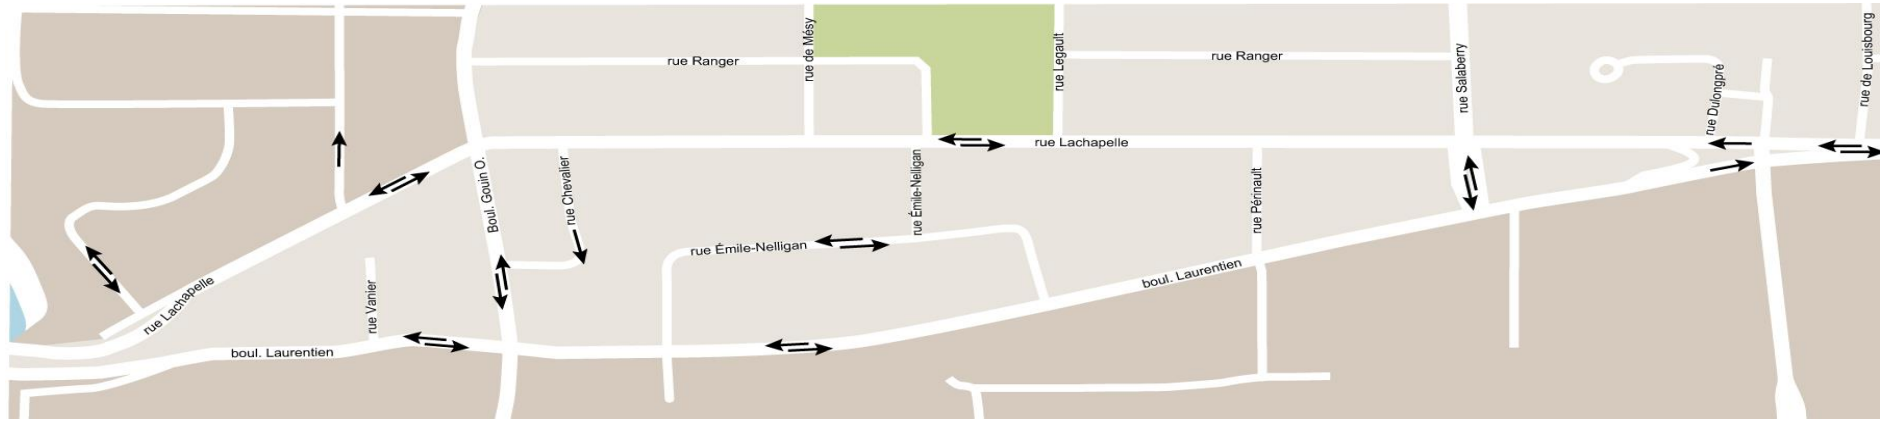 rue de Mésy
rue Legault
rue Salaberry
rue de Louisbourg
rue Ranger
rue Ranger
rue Dulongpré
rue Lachapelle
Boul. Gouin O.
rue Chevalier
rue Émile-Nelligan
rue Périnault
rue Émile-Nelligan
boul. Laurentien
rue Lachapelle
rue Vanier
boul. Laurentien